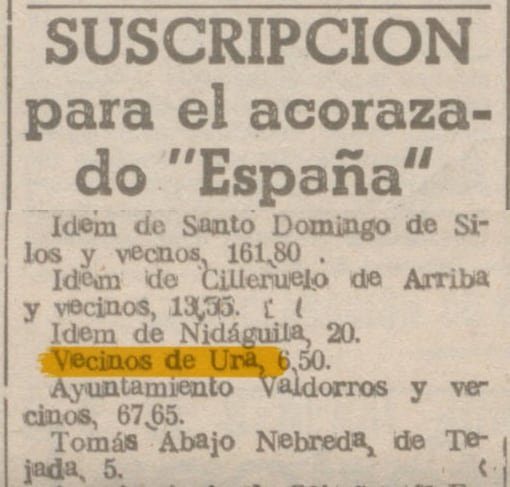 SUSCRIPCION
para el acoraza-
do "España"
Idem de Santo Domingo de Si-
los y vecnos, 161,80 .
Idem de Cilleruelo de Arriba
y vecinos, 13,35.
Idem de Nidáguila, 20.
Vecinos de Ura, 6,50.
Ayuntamiento Valdorros y ve-
cinos, 67,65.
Tomás Abajo Nebreda, de Te-
jada, 5.